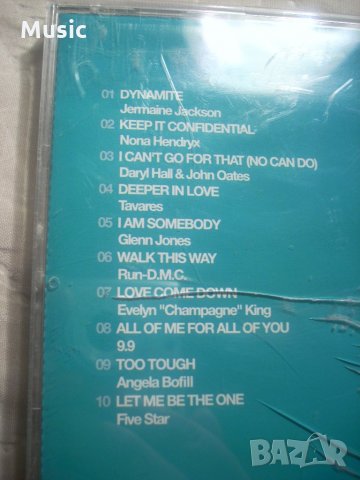 Music
01 DYNAMITE
Jermaine Jackson
02 KEEP IT CONFIDENTIAL
Nona Hendryx
03 I CAN'T GO FOR THAT (NO CAN DO)
Daryl Hall & John Oates
04 DEEPER IN LOVE
Tavares
05 I AM SOMEBODY
Glenn Jones
06 WALK THIS WAY
Run-D.M.C.
07 LOVE COME DOWN
Evelyn "Champagne" King
08 ALL OF ME FOR ALL OF YOU
9.9
09 TOO TOUGH
Angela Bofill
10 LET ME BE THE ONE
Five Star
BAZAR